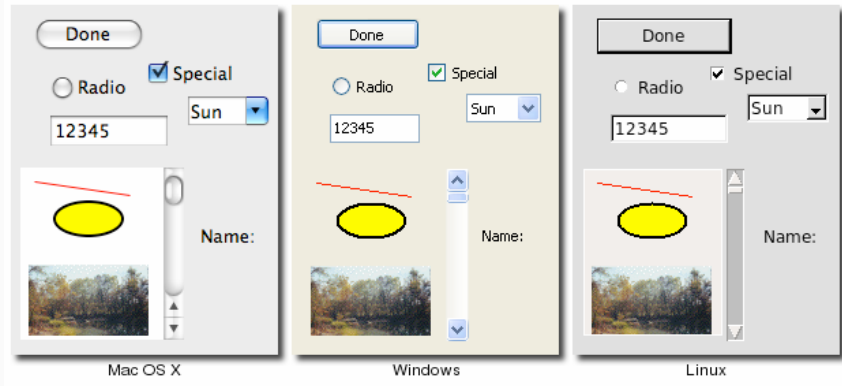 Done
Special
Radio
Sun
12345
Name:
Mac OS X
Done
Special
Radio
Sun
12345
Name:
Windows
Done
Special
Radio
Sun
12345
Name:
Linux